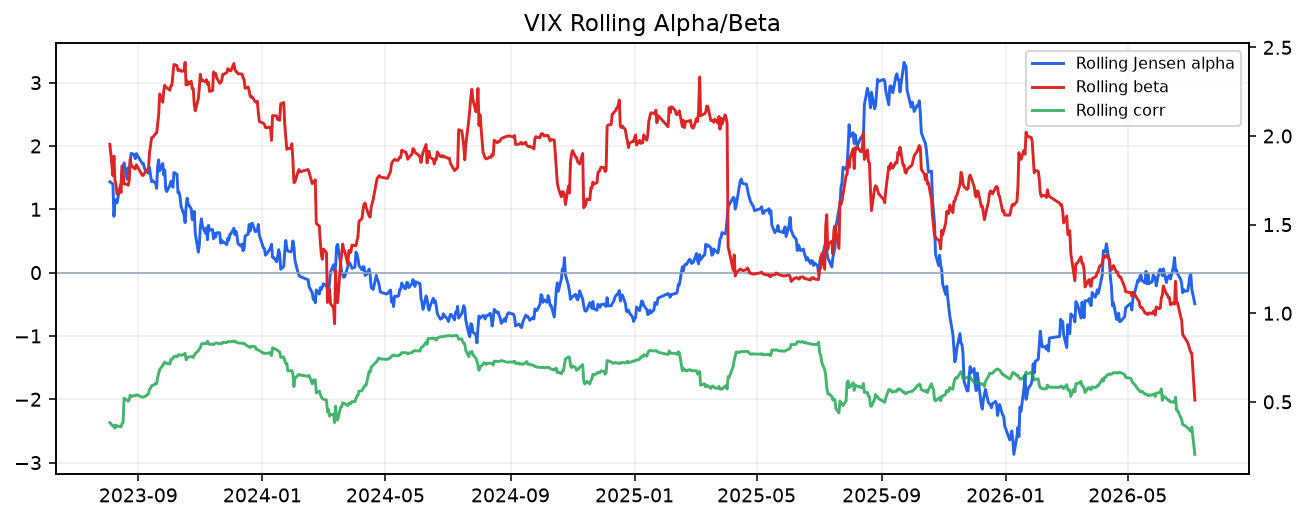 VIX Rolling Alpha/Beta
Rolling Jensen alpha
Rolling beta
Rolling corr
3
2
1
0
−1
−2
−3
2.5
2.0
1.5
1.0
0.5
2023-09 2024-01 2024-05 2024-09 2025-01 2025-05 2025-09 2026-01 2026-05